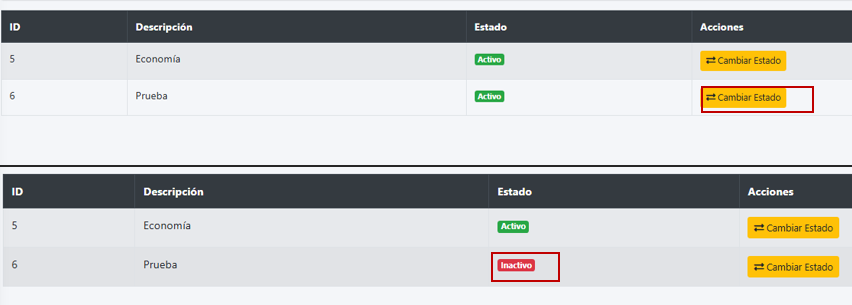 ID Descripción Estado Acciones
5 Economía Activo Cambiar Estado
6 Prueba Activo Cambiar Estado
ID Descripción Estado Acciones
5 Economía Activo Cambiar Estado
6 Prueba Inactivo Cambiar Estado